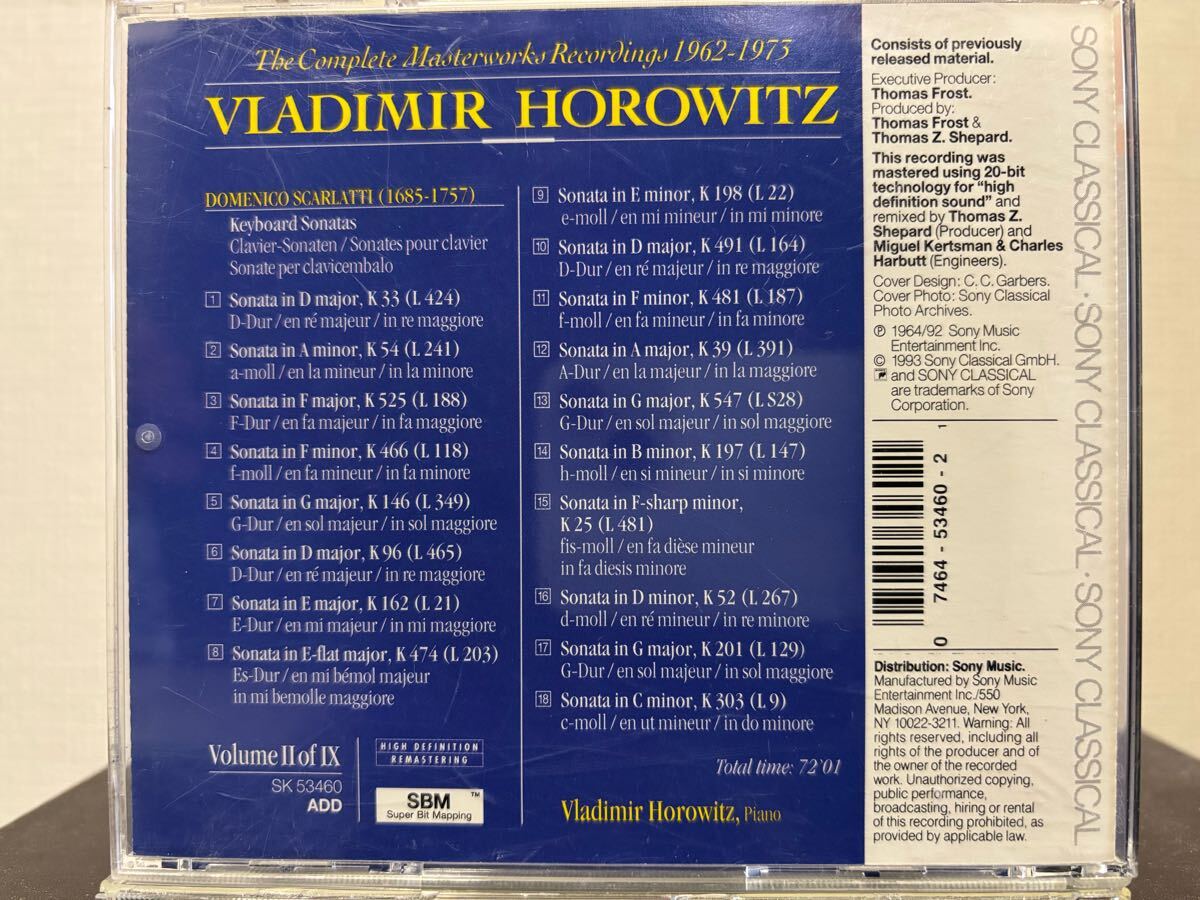 The Complete Masterworks Recordings 1962-1973
VLADIMIR HOROWITZ
DOMENICO SCARLATTI (1685-1757)
Keyboard Sonatas
Clavier-Sonaten / Sonates pour clavier
Sonate per clavicembalo
1 Sonata in D major, K 33 (L 424)
D-Dur / en ré majeur / in re maggiore
2 Sonata in A minor, K 54 (L 241)
a-moll / en la mineur / in la minore
3 Sonata in F major, K 525 (L 188)
F-Dur / en fa majeur / in fa maggiore
4 Sonata in F minor, K 466 (L 118)
f-moll / en fa mineur / in fa minore
5 Sonata in G major, K 146 (L 349)
G-Dur / en sol majeur / in sol maggiore
6 Sonata in D major, K 96 (L 465)
D-Dur / en ré majeur / in re maggiore
7 Sonata in E major, K 162 (L 21)
E-Dur / en mi majeur / in mi maggiore
8 Sonata in E-flat major, K 474 (L 203)
Es-Dur / en mi bémol majeur
in mi bemolle maggiore
Volume II of IX
SK 53460
ADD
HIGH DEFINITION
REMASTERING
SBM™
Super Bit Mapping
9 Sonata in E minor, K 198 (L 22)
e-moll / en mi mineur / in mi minore
10 Sonata in D major, K 491 (L 164)
D-Dur / en ré majeur / in re maggiore
11 Sonata in F minor, K 481 (L 187)
f-moll / en fa mineur / in fa minore
12 Sonata in A major, K 39 (L 391)
A-Dur / en la majeur / in la maggiore
13 Sonata in G major, K 547 (L S28)
G-Dur / en sol majeur / in sol maggiore
14 Sonata in B minor, K 197 (L 147)
h-moll / en si mineur / in si minore
15 Sonata in F-sharp minor,
K 25 (L 481)
fis-moll / en fa dièse mineur
in fa diesis minore
16 Sonata in D minor, K 52 (L 267)
d-moll / en ré mineur / in re minore
17 Sonata in G major, K 201 (L 129)
G-Dur / en sol majeur / in sol maggiore
18 Sonata in C minor, K 303 (L 9)
c-moll / en ut mineur / in do minore
Total time: 72'01
Vladimir Horowitz, Piano
Consists of previously
released material.
Executive Producer:
Thomas Frost.
Produced by:
Thomas Frost &
Thomas Z. Shepard.
This recording was
mastered using 20-bit
technology for “high
definition sound” and
remixed by Thomas Z.
Shepard (Producer) and
Miguel Kertsman & Charles
Harbutt (Engineers).
Cover Design: C. C. Garbers.
Cover Photo: Sony Classical
Photo Archives.
℗ 1964/92 Sony Music
Entertainment Inc.
© 1993 Sony Classical GmbH.
and SONY CLASSICAL
are trademarks of Sony
Corporation.
0 7464-53460-2 1
Distribution: Sony Music.
Manufactured by Sony Music
Entertainment Inc./550
Madison Avenue, New York,
NY 10022-3211. Warning: All
rights reserved, including all
rights of the producer and of
the owner of the recorded
work. Unauthorized copying,
public performance,
broadcasting, hiring or rental
of this recording prohibited, as
provided by applicable law.
SONY CLASSICAL · SONY CLASSICAL · SONY CLASSICAL